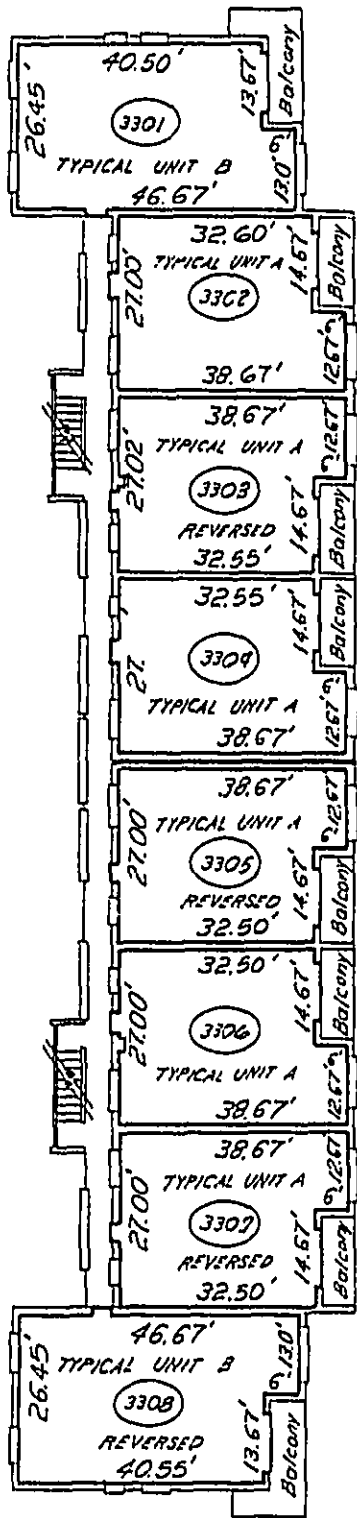 Balcony
40.50'
13.67'
26.45'
3301
TYPICAL UNIT B
13.0'
46.67'
32.60'
TYPICAL UNIT A
14.67'
Balcony
27.00'
3302
38.67'
12.67'
38.67'
12.67'
TYPICAL UNIT A
27.02'
3303
REVERSED
14.67'
Balcony
32.55'
32.55'
14.67'
Balcony
27.
3304
TYPICAL UNIT A
12.67'
38.67'
38.67'
12.67'
TYPICAL UNIT A
27.00'
3305
REVERSED
14.67'
Balcony
32.50'
32.50'
14.67'
Balcony
27.00'
3306
TYPICAL UNIT A
12.67'
38.67'
38.67'
12.67'
TYPICAL UNIT A
27.00'
3307
REVERSED
14.67'
Balcony
32.50'
46.67'
13.0'
26.45'
TYPICAL UNIT B
3308
REVERSED
13.67'
Balcony
40.55'